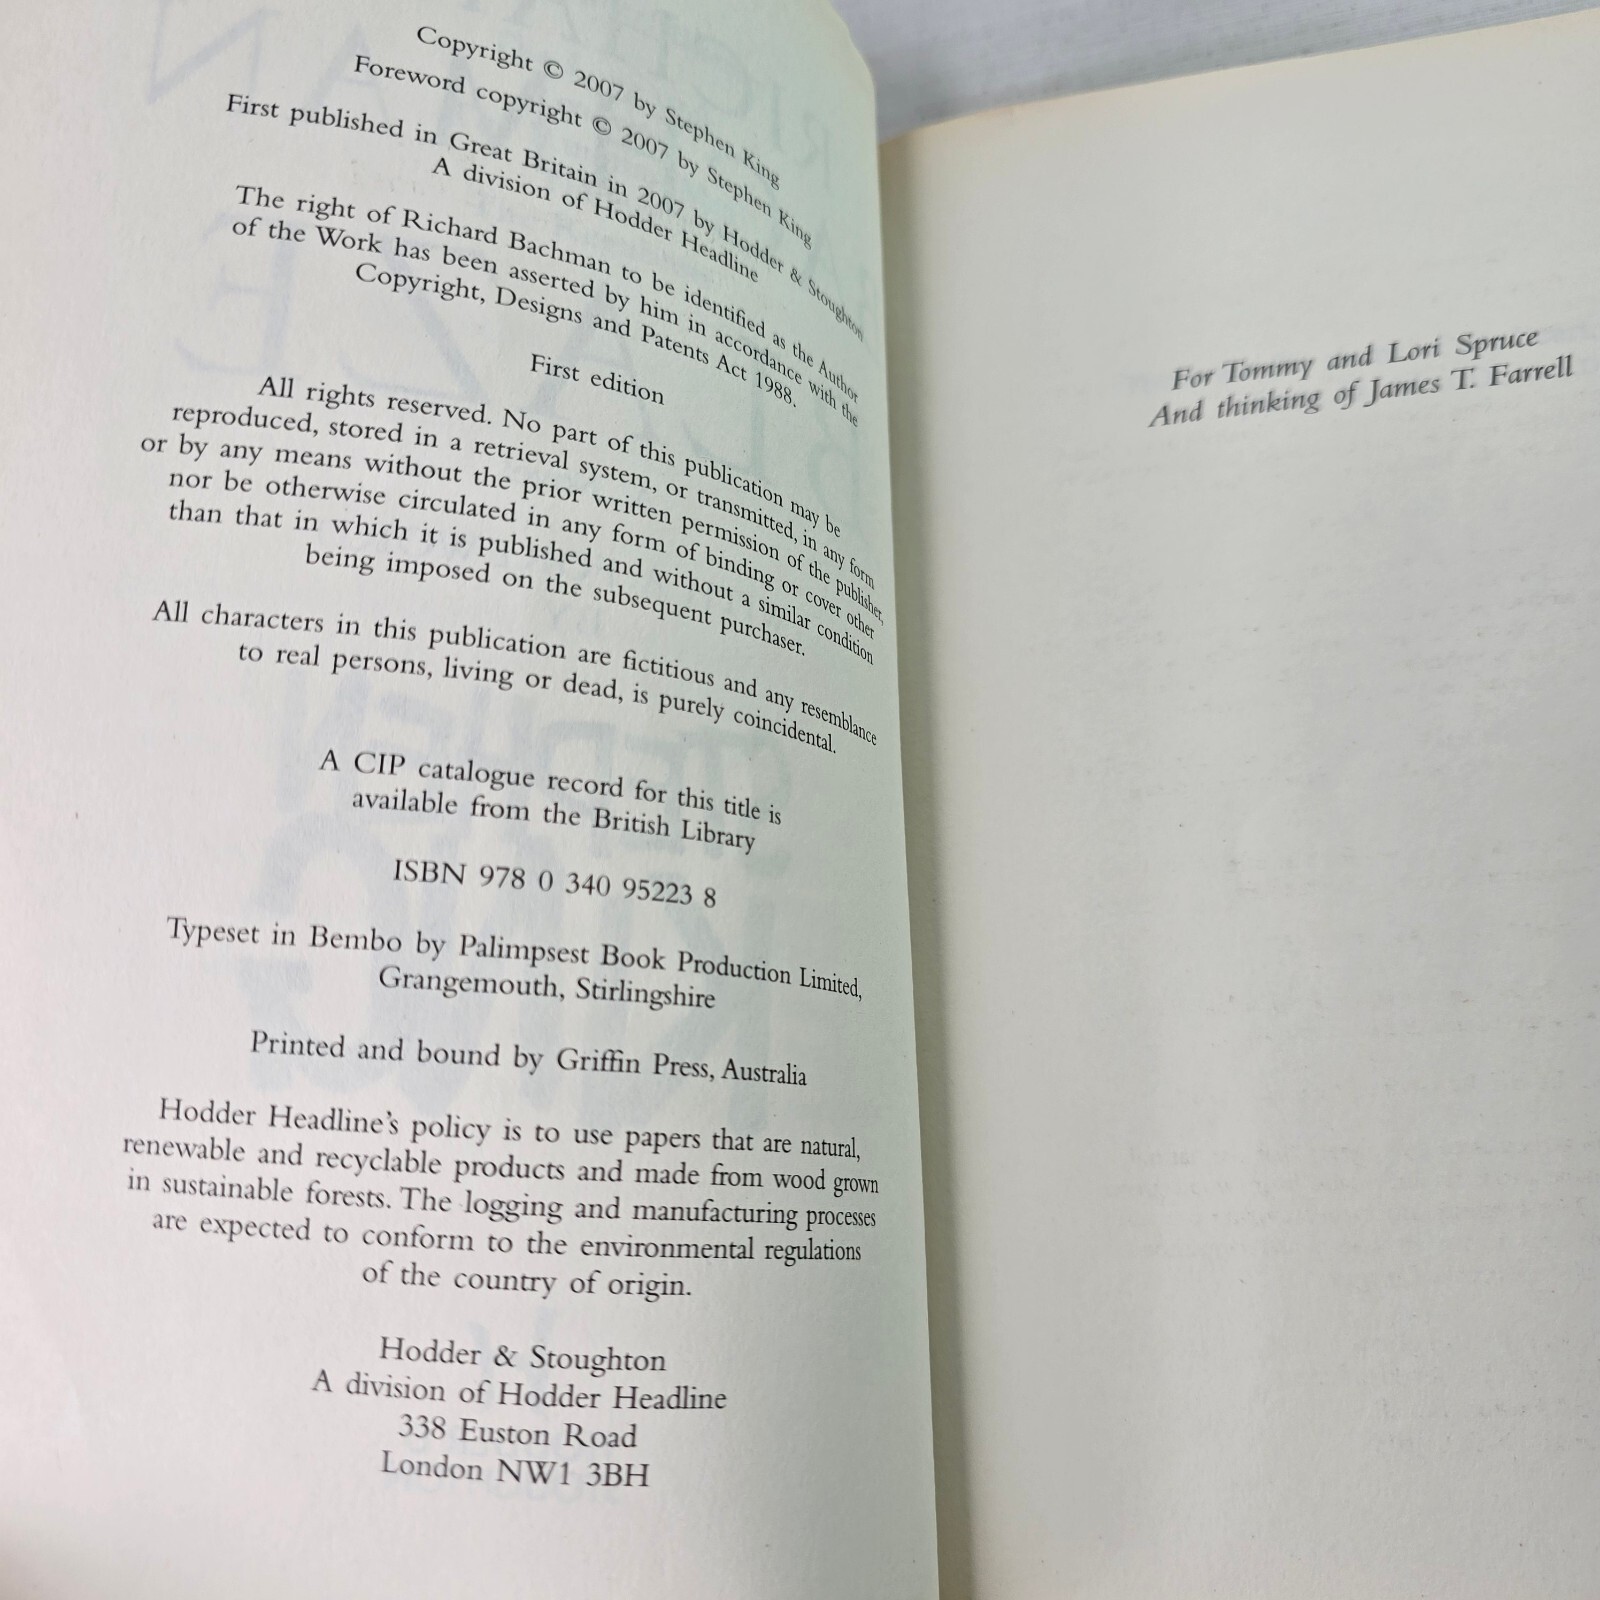 Copyright © 2007 by Stephen King
Foreword copyright © 2007 by Stephen King
First published in Great Britain in 2007 by Hodder & Stoughton
A division of Hodder Headline
The right of Richard Bachman to be identified as the Author
of the Work has been asserted by him in accordance with the
Copyright, Designs and Patents Act 1988.
First edition
All rights reserved. No part of this publication may be
reproduced, stored in a retrieval system, or transmitted, in any form
or by any means without the prior written permission of the publisher,
nor be otherwise circulated in any form of binding or cover other
than that in which it is published and without a similar condition
being imposed on the subsequent purchaser.
All characters in this publication are fictitious and any resemblance
to real persons, living or dead, is purely coincidental.
A CIP catalogue record for this title is
available from the British Library
ISBN 978 0 340 95223 8
Typeset in Bembo by Palimpsest Book Production Limited,
Grangemouth, Stirlingshire
Printed and bound by Griffin Press, Australia
Hodder Headline's policy is to use papers that are natural,
renewable and recyclable products and made from wood grown
in sustainable forests. The logging and manufacturing processes
are expected to conform to the environmental regulations
of the country of origin.
Hodder & Stoughton
A division of Hodder Headline
338 Euston Road
London NW1 3BH
For Tommy and Lori Spruce
And thinking of James T. Farrell